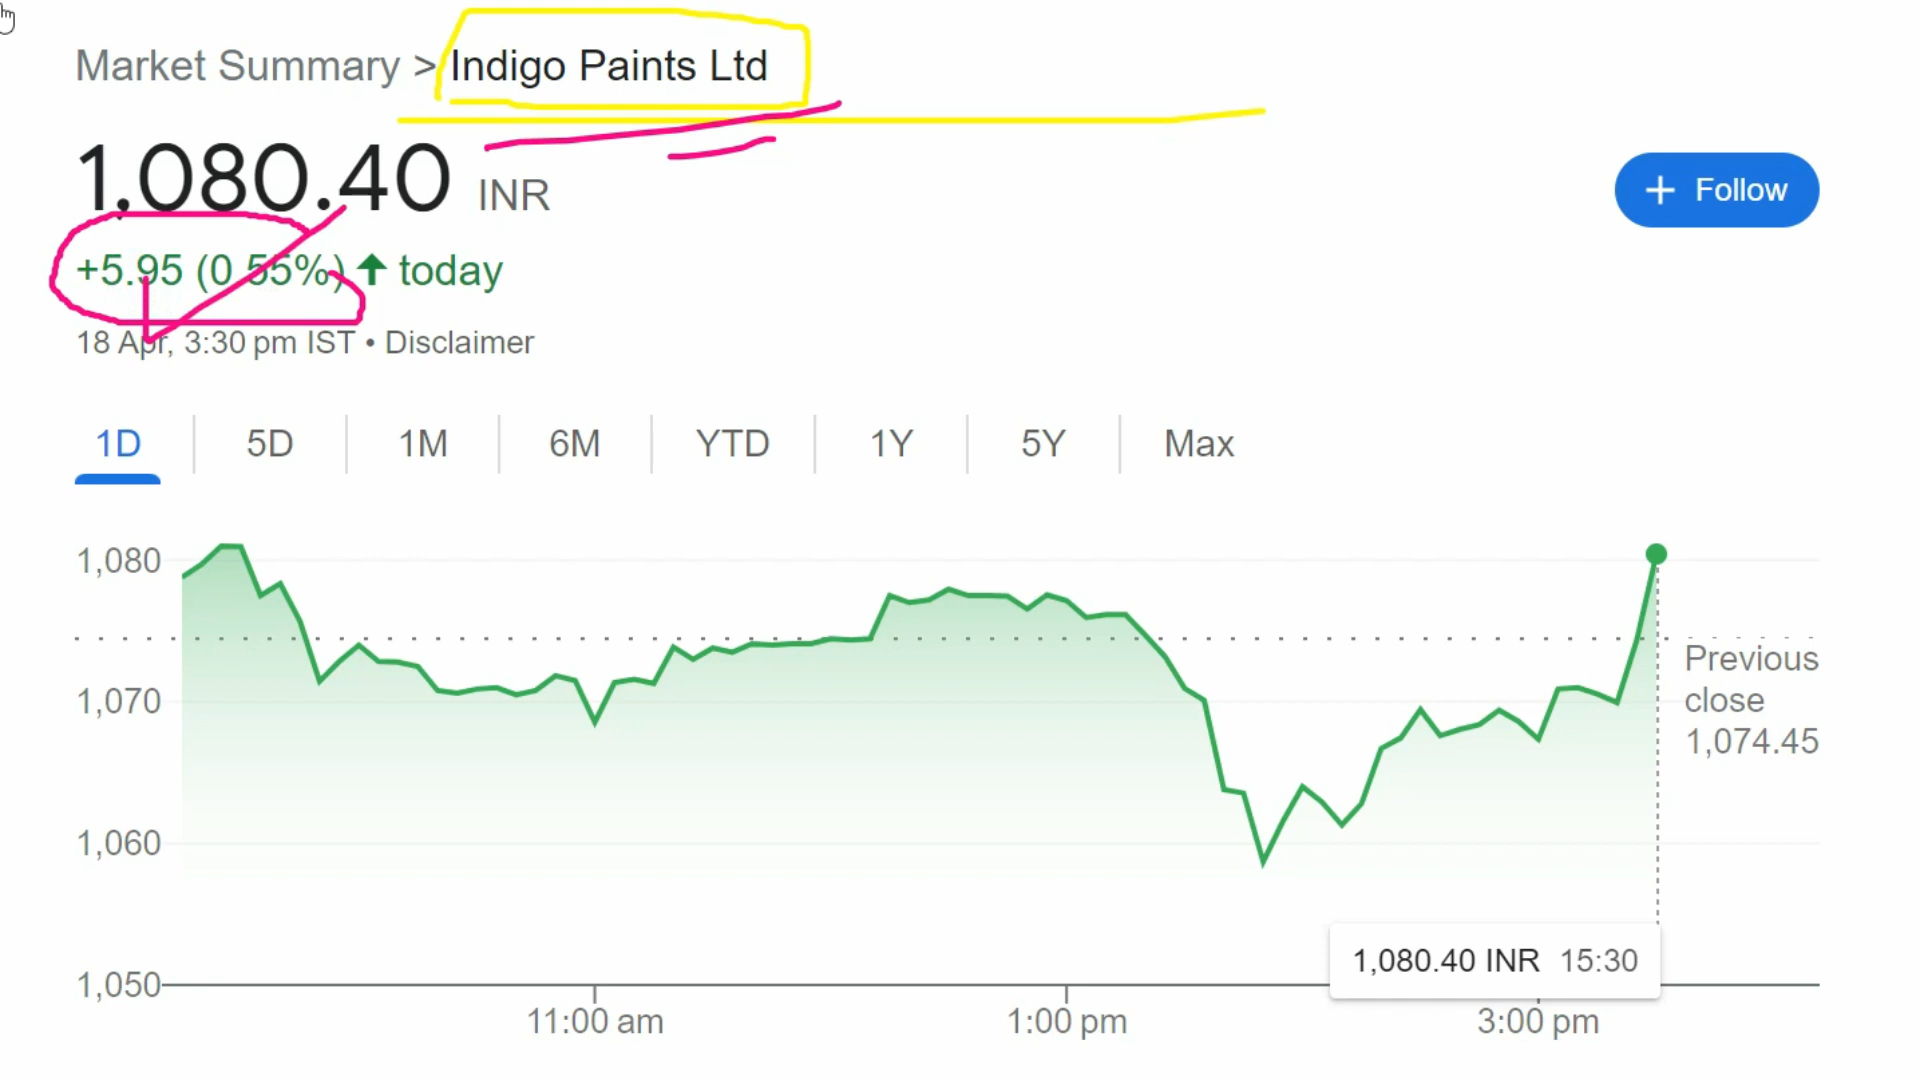 Market Summary > Indigo Paints Ltd
1,080.40 INR
+ Follow
+5.95 (0.55%) ↑ today
18 Apr, 3:30 pm IST • Disclaimer
1D 5D 1M 6M YTD 1Y 5Y Max
1,080
1,070
1,060
1,050
Previous
close
1,074.45
1,080.40 INR 15:30
11:00 am 1:00 pm 3:00 pm